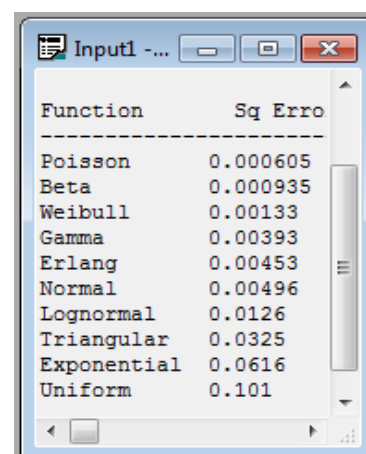 Input1 -...
Function Sq Erro
----------------------
Poisson 0.000605
Beta 0.000935
Weibull 0.00133
Gamma 0.00393
Erlang 0.00453
Normal 0.00496
Lognormal 0.0126
Triangular 0.0325
Exponential 0.0616
Uniform 0.101